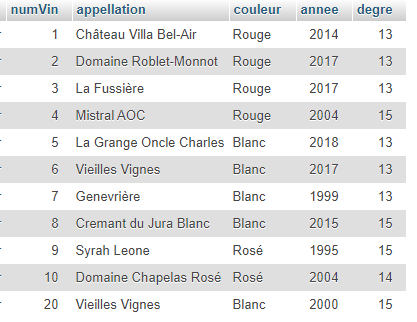 numVin appellation couleur annee degre
1 Château Villa Bel-Air Rouge 2014 13
2 Domaine Roblet-Monnot Rouge 2017 13
3 La Fussière Rouge 2017 13
4 Mistral AOC Rouge 2004 15
5 La Grange Oncle Charles Blanc 2018 13
6 Vieilles Vignes Blanc 2017 13
7 Genevrière Blanc 1999 13
8 Cremant du Jura Blanc Blanc 2015 15
9 Syrah Leone Rosé 1995 15
10 Domaine Chapelas Rosé Rosé 2004 14
20 Vieilles Vignes Blanc 2000 15